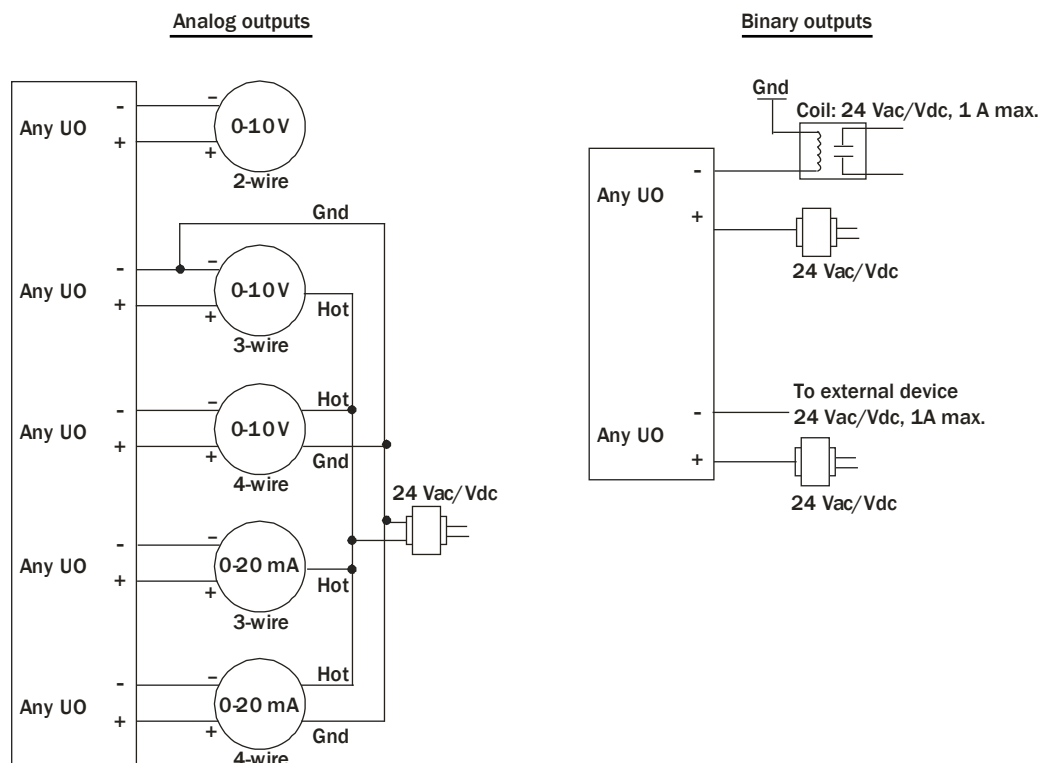 Analog outputs
Any UO
-
+
-
+
0-10V
2-wire
Gnd
Any UO
-
+
-
+
0-10V
Hot
3-wire
Any UO
-
+
-
+
0-10V
Hot
Gnd
4-wire
24 Vac/Vdc
Any UO
-
+
-
+
0-20 mA
Hot
3-wire
Any UO
-
+
-
+
0-20 mA
Hot
Gnd
4-wire
Binary outputs
Gnd
Coil: 24 Vac/Vdc, 1 A max.
Any UO
-
+
24 Vac/Vdc
Any UO
-
+
To external device
24 Vac/Vdc, 1A max.
24 Vac/Vdc